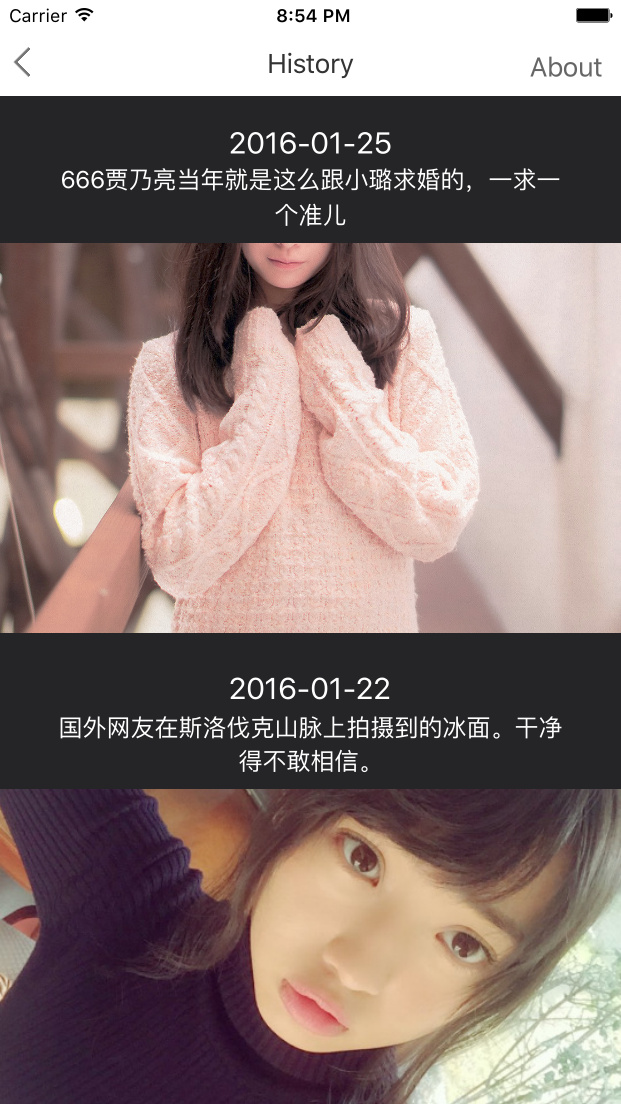 Carrier 8:54 PM
History
About
2016-01-25
666贾乃亮当年就是这么跟小璐求婚的，一求一
个准儿
2016-01-22
国外网友在斯洛伐克山脉上拍摄到的冰面。干净
得不敢相信。